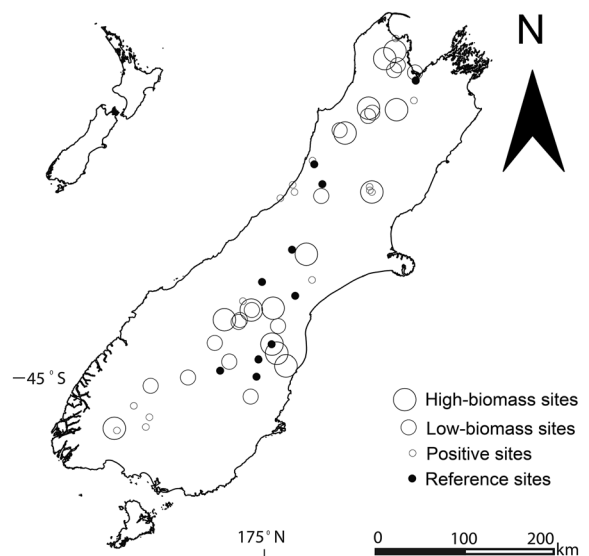 N
—45°S
High-biomass sites
Low-biomass sites
Positive sites
Reference sites
175°N
0 100 200
km